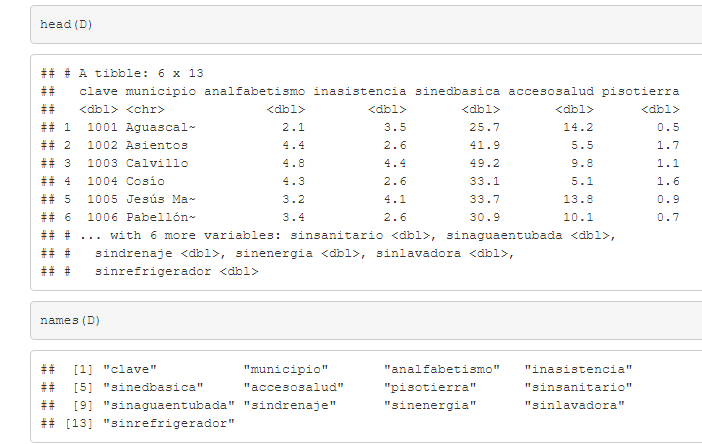 head(D)
## # A tibble: 6 x 13
##   clave municipio analfabetismo inasistencia sinedbasica accesosalud pisotierra
##   <dbl> <chr>             <dbl>        <dbl>       <dbl>       <dbl>      <dbl>
## 1  1001 Aguascal~           2.1          3.5        25.7        14.2        0.5
## 2  1002 Asientos            4.4          2.6        41.9         5.5        1.7
## 3  1003 Calvillo            4.8          4.4        49.2         9.8        1.1
## 4  1004 Cosío               4.3          2.6        33.1         5.1        1.6
## 5  1005 Jesús Ma~           3.2          4.1        33.7        13.8        0.9
## 6  1006 Pabellón~           3.4          2.6        30.9        10.1        0.7
## # ... with 6 more variables: sinsanitario <dbl>, sinaguaentubada <dbl>,
## #   sindrenaje <dbl>, sinenergia <dbl>, sinlavadora <dbl>,
## #   sinrefrigerador <dbl>
names(D)
##  [1] "clave"           "municipio"       "analfabetismo"   "inasistencia"
##  [5] "sinedbasica"     "accesosalud"     "pisotierra"      "sinsanitario"
##  [9] "sinaguaentubada" "sindrenaje"      "sinenergia"      "sinlavadora"
## [13] "sinrefrigerador"